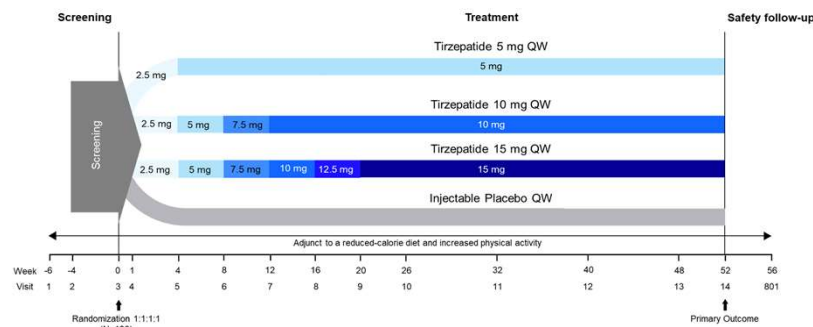 Screening Treatment Safety follow-up
Tirzepatide 5 mg QW
2.5 mg 5 mg
Tirzepatide 10 mg QW
2.5 mg 5 mg 7.5 mg 10 mg
Screening
Tirzepatide 15 mg QW
2.5 mg 5 mg 7.5 mg 10 mg 12.5 mg 15 mg
Injectable Placebo QW
Adjunct to a reduced-calorie diet and increased physical activity
Week -6 -4 0 1 4 8 12 16 20 26 32 40 48 52 56
Visit 1 2 3 4 5 6 7 8 9 10 11 12 13 14 801
Randomization 1:1:1:1 Primary Outcome